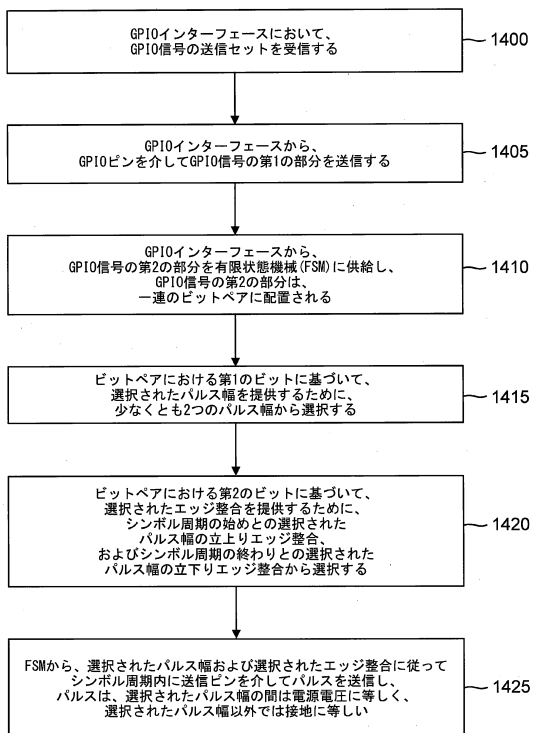 GPIOインターフェースにおいて、
GPIO信号の送信セットを受信する
1400
GPIOインターフェースから、
GPIOピンを介してGPIO信号の第1の部分を送信する
1405
GPIOインターフェースから、
GPIO信号の第2の部分を有限状態機械(FSM)に供給し、
GPIO信号の第2の部分は、
一連のビットペアに配置される
1410
ビットペアにおける第1のビットに基づいて、
選択されたパルス幅を提供するために、
少なくとも2つのパルス幅から選択する
1415
ビットペアにおける第2のビットに基づいて、
選択されたエッジ整合を提供するために、
シンボル周期の始めとの選択された
パルス幅の立上りエッジ整合、
およびシンボル周期の終わりとの選択された
パルス幅の立下りエッジ整合から選択する
1420
FSMから、選択されたパルス幅および選択されたエッジ整合に従って
シンボル周期内に送信ピンを介してパルスを送信し、
パルスは、選択されたパルス幅の間は電源電圧に等しく、
選択されたパルス幅以外では接地に等しい
1425